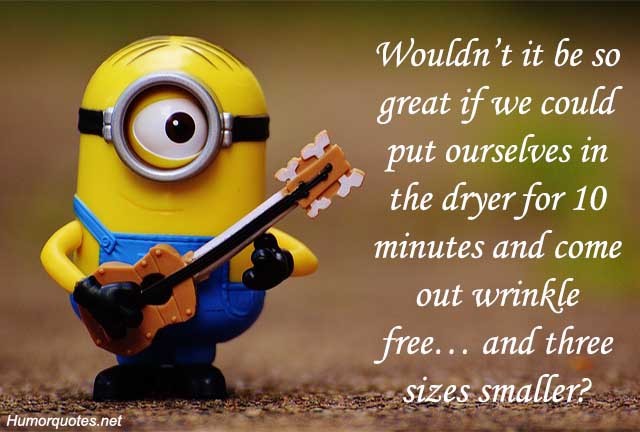 Wouldn't it be so
great if we could
put ourselves in
the dryer for 10
minutes and come
out wrinkle
free... and three
sizes smaller?
Humorquotes.net